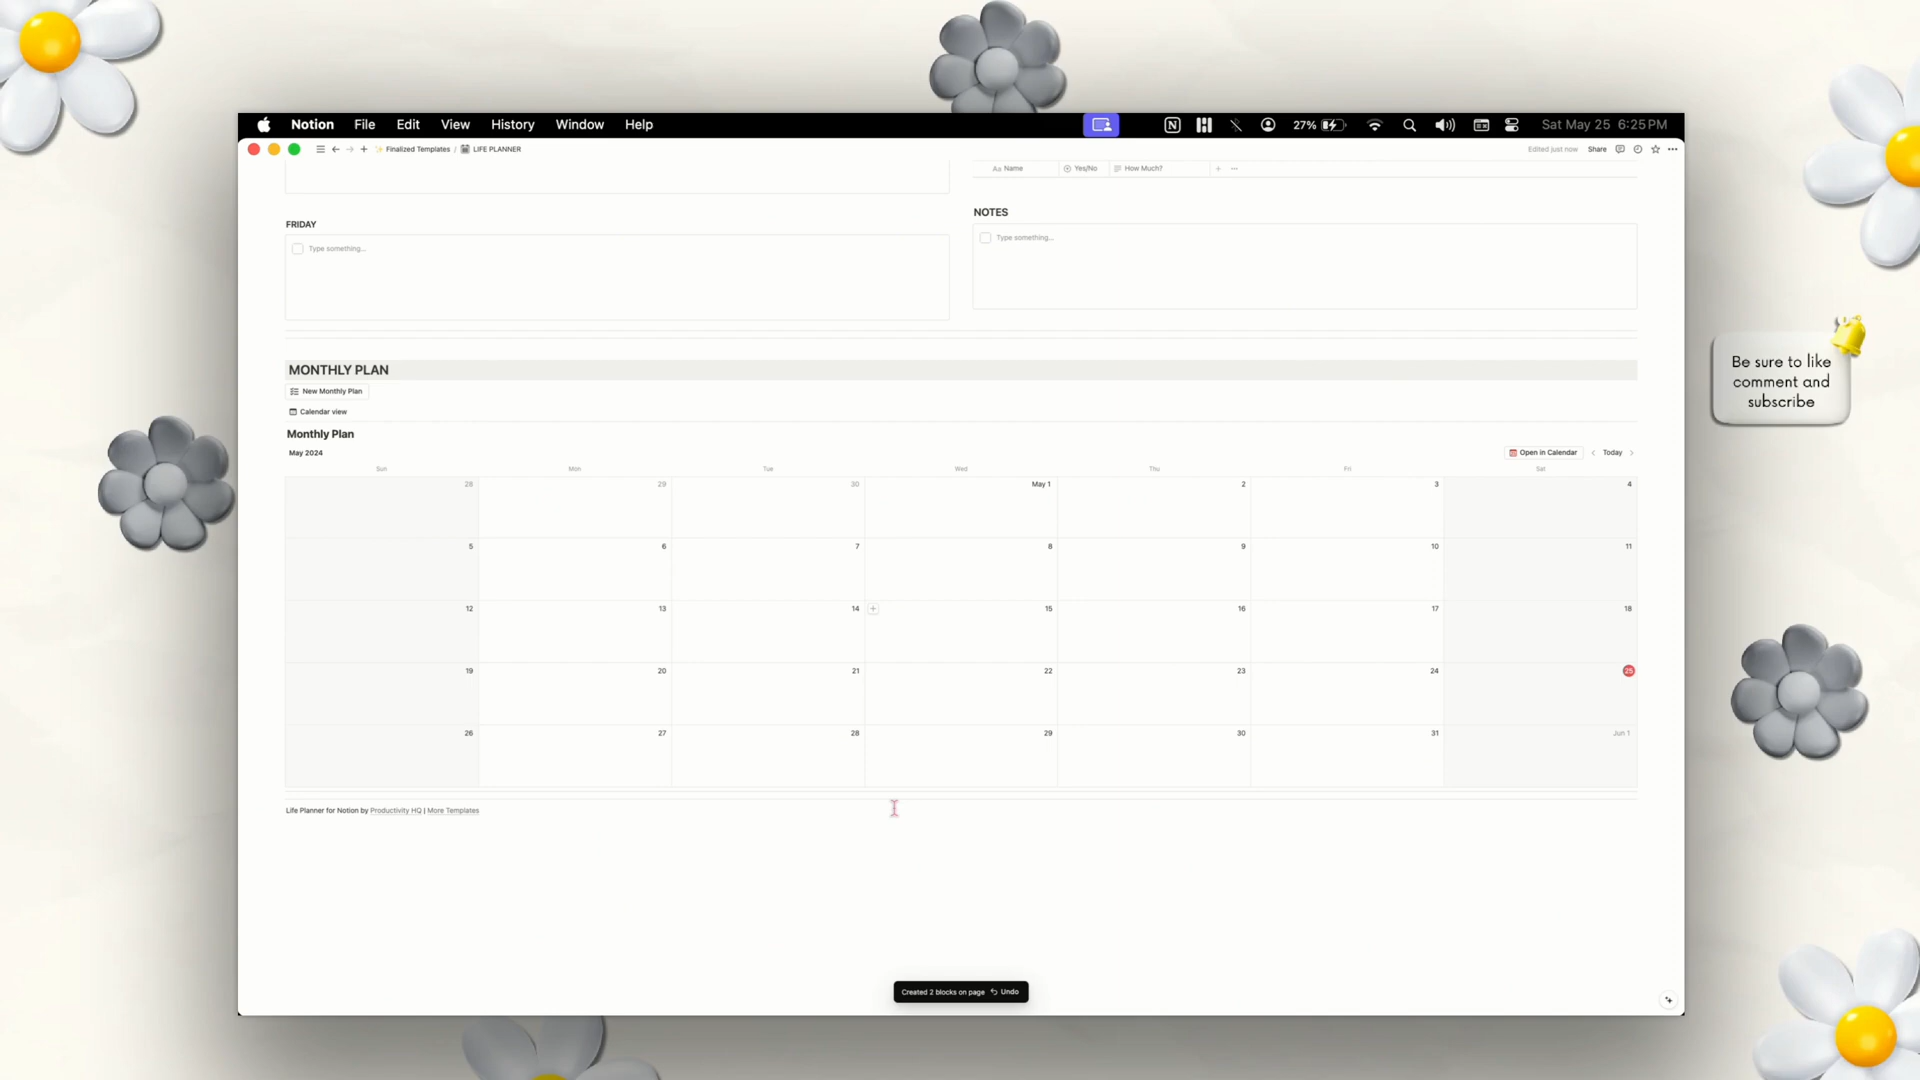 Notion File Edit View History Window Help 27% Sat May 25 6:25 PM
Finalized Templates / LIFE PLANNER Edited just now Share
Aa Name Yes/No How Much?
FRIDAY
Type something...
NOTES
Type something...
Be sure to like
comment and
subscribe
MONTHLY PLAN
New Monthly Plan
Calendar view
Monthly Plan
May 2024 Open in Calendar Today
Sun Mon Tue Wed Thu Fri Sat
28 29 30 May 1 2 3 4
5 6 7 8 9 10 11
12 13 14 15 16 17 18
19 20 21 22 23 24 25
26 27 28 29 30 31 Jun 1
Life Planner for Notion by Productivity HQ | More Templates
Created 2 blocks on page Undo